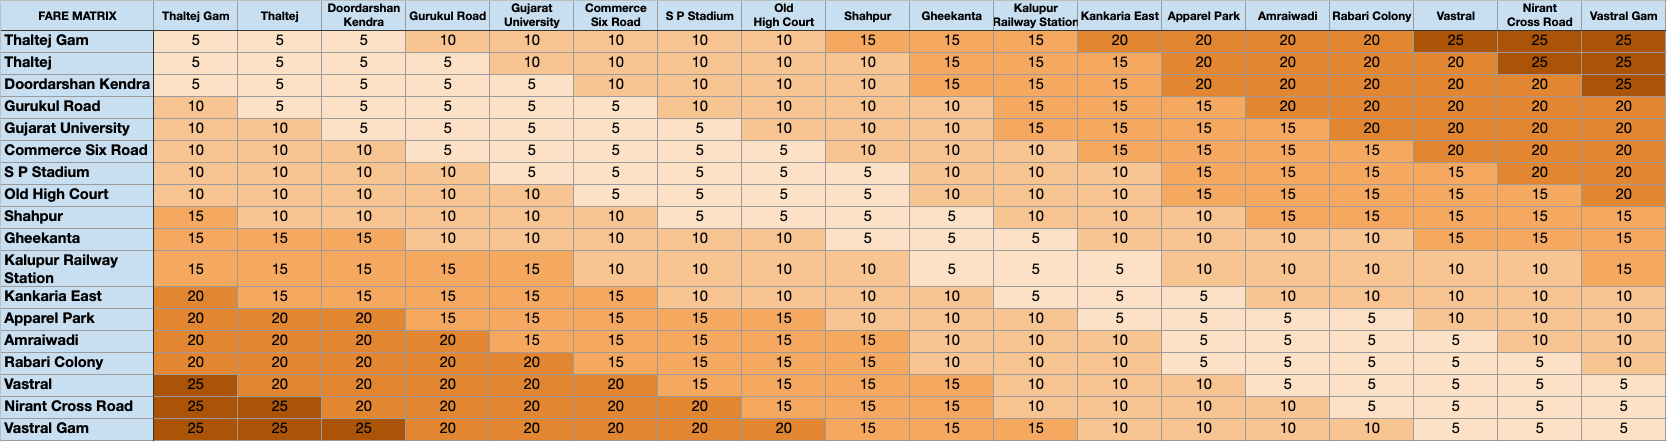 FARE MATRIX Thaltej Gam Thaltej Doordarshan Kendra Gurukul Road Gujarat University Commerce Six Road S P Stadium Old High Court Shahpur Gheekanta Kalupur Railway Station Kankaria East Apparel Park Amraiwadi Rabari Colony Vastral Nirant Cross Road Vastral Gam
Thaltej Gam 5 5 5 10 10 10 10 10 15 15 15 20 20 20 20 25 25 25
Thaltej 5 5 5 5 10 10 10 10 10 15 15 15 20 20 20 20 25 25
Doordarshan Kendra 5 5 5 5 5 10 10 10 10 15 15 15 20 20 20 20 20 25
Gurukul Road 10 5 5 5 5 5 10 10 10 10 15 15 15 20 20 20 20 20
Gujarat University 10 10 5 5 5 5 5 10 10 10 15 15 15 15 20 20 20 20
Commerce Six Road 10 10 10 5 5 5 5 5 10 10 10 15 15 15 15 20 20 20
S P Stadium 10 10 10 10 5 5 5 5 5 10 10 10 15 15 15 15 20 20
Old High Court 10 10 10 10 10 5 5 5 5 10 10 10 15 15 15 15 15 20
Shahpur 15 10 10 10 10 10 5 5 5 5 10 10 10 15 15 15 15 15
Gheekanta 15 15 15 10 10 10 10 10 5 5 5 10 10 10 10 15 15 15
Kalupur Railway
Station 15 15 15 15 15 10 10 10 10 5 5 5 10 10 10 10 10 15
Kankaria East 20 15 15 15 15 15 10 10 10 10 5 5 5 10 10 10 10 10
Apparel Park 20 20 20 15 15 15 15 15 10 10 10 5 5 5 5 10 10 10
Amraiwadi 20 20 20 20 15 15 15 15 15 10 10 10 5 5 5 5 10 10
Rabari Colony 20 20 20 20 20 15 15 15 15 10 10 10 5 5 5 5 5 10
Vastral 25 20 20 20 20 20 15 15 15 15 10 10 10 5 5 5 5 5
Nirant Cross Road 25 25 20 20 20 20 20 15 15 15 10 10 10 10 5 5 5 5
Vastral Gam 25 25 25 20 20 20 20 20 15 15 15 10 10 10 10 5 5 5